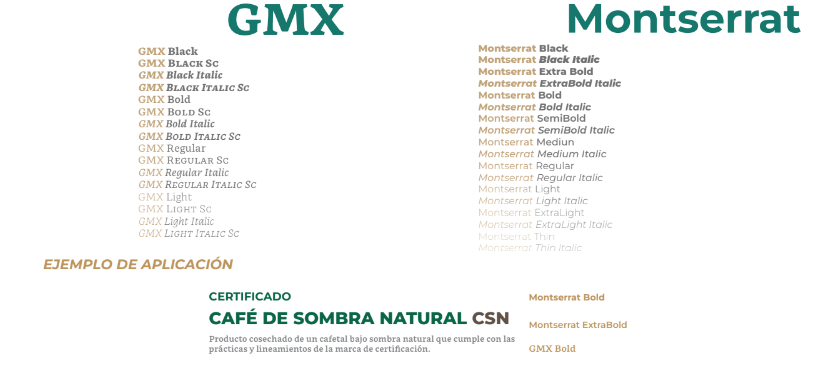 GMX
GMX Black
GMX Black Sc
GMX Black Italic
GMX Black Italic Sc
GMX Bold
GMX Bold Sc
GMX Bold Italic
GMX Bold Italic Sc
GMX Regular
GMX Regular Sc
GMX Regular Italic
GMX Regular Italic Sc
GMX Light
GMX Light Sc
GMX Light Italic
GMX Light Italic Sc
Montserrat
Montserrat Black
Montserrat Black Italic
Montserrat Extra Bold
Montserrat ExtraBold Italic
Montserrat Bold
Montserrat Bold Italic
Montserrat SemiBold
Montserrat SemiBold Italic
Montserrat Mediun
Montserrat Medium Italic
Montserrat Regular
Montserrat Regular Italic
Montserrat Light
Montserrat Light Italic
Montserrat ExtraLight
Montserrat ExtraLight Italic
Montserrat Thin
Montserrat Thin Italic
EJEMPLO DE APLICACIÓN
CERTIFICADO
Montserrat Bold
CAFÉ DE SOMBRA NATURAL CSN
Montserrat ExtraBold
Producto cosechado de un cafetal bajo sombra natural que cumple con las
prácticas y lineamientos de la marca de certificación.
GMX Bold